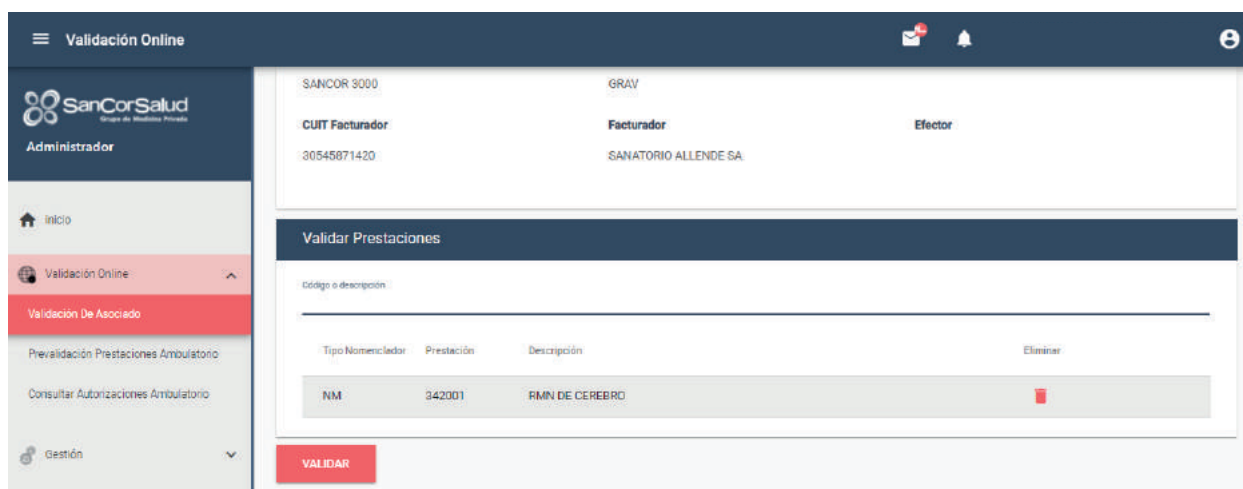 Validación Online
SanCorSalud
Grupo de Medicina Privada
Administrador
Inicio
Validación Online
Validación De Asociado
Prevalidación Prestaciones Ambulatorio
Consultar Autorizaciones Ambulatorio
Gestión
SANCOR 3000 GRAV
CUIT Facturador Facturador Efector
30545871420 SANATORIO ALLENDE SA
Validar Prestaciones
Código o descripción
Tipo Nomenclador Prestación Descripción Eliminar
NM 342001 RMN DE CEREBRO
VALIDAR